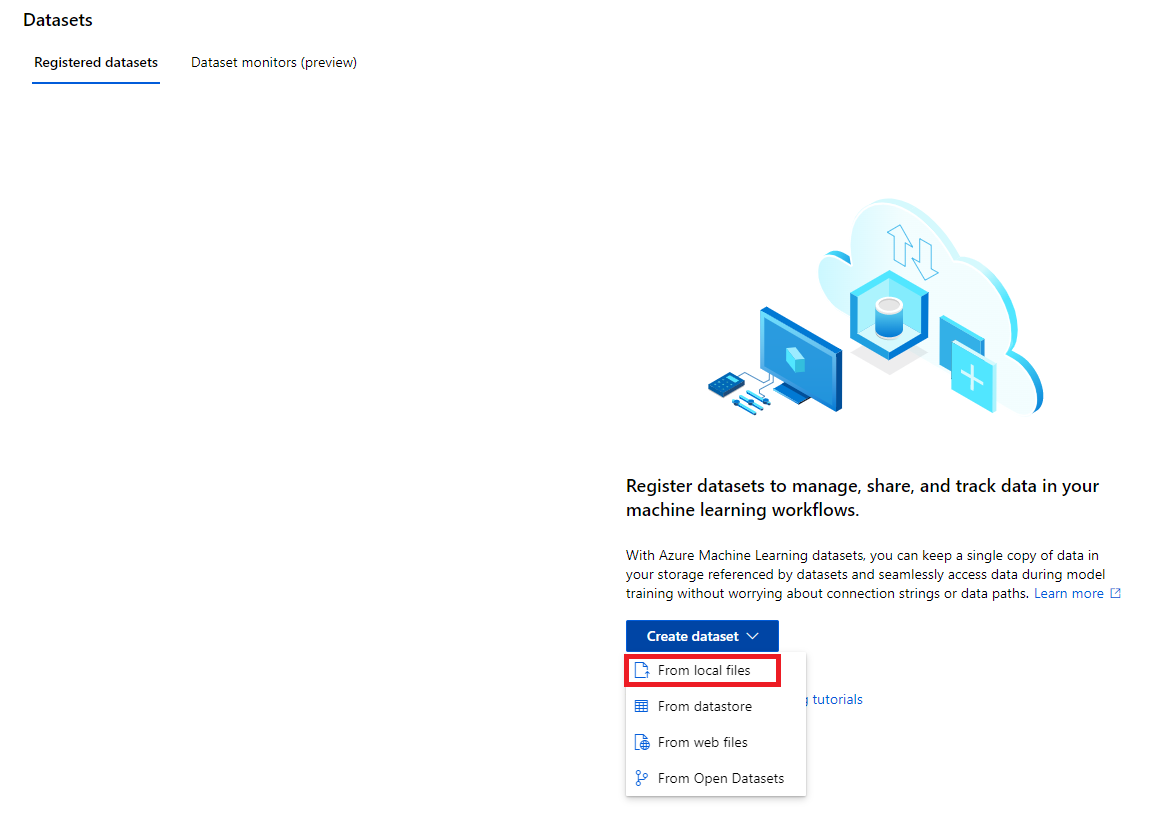 Datasets
Registered datasets
Dataset monitors (preview)
Register datasets to manage, share, and track data in your
machine learning workflows.
With Azure Machine Learning datasets, you can keep a single copy of data in
your storage referenced by datasets and seamlessly access data during model
training without worrying about connection strings or data paths. Learn more
Create dataset
From local files
From datastore
tutorials
From web files
From Open Datasets